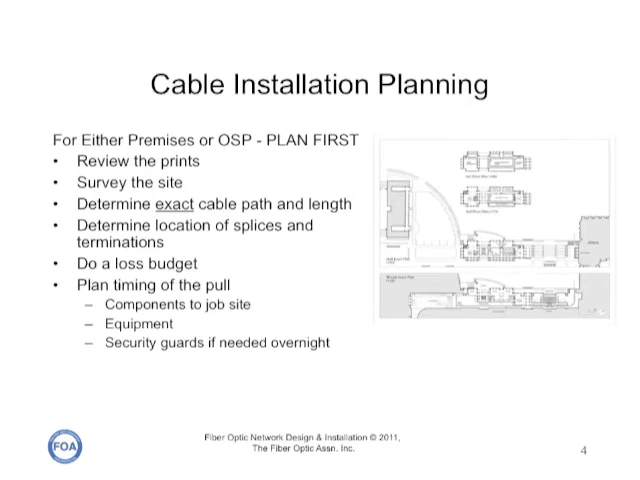 Cable Installation Planning
For Either Premises or OSP - PLAN FIRST
• Review the prints
• Survey the site
• Determine exact cable path and length
• Determine location of splices and
terminations
• Do a loss budget
• Plan timing of the pull
– Components to job site
– Equipment
– Security guards if needed overnight
FOA
Fiber Optic Network Design & Installation © 2011,
The Fiber Optic Assn. Inc.
4